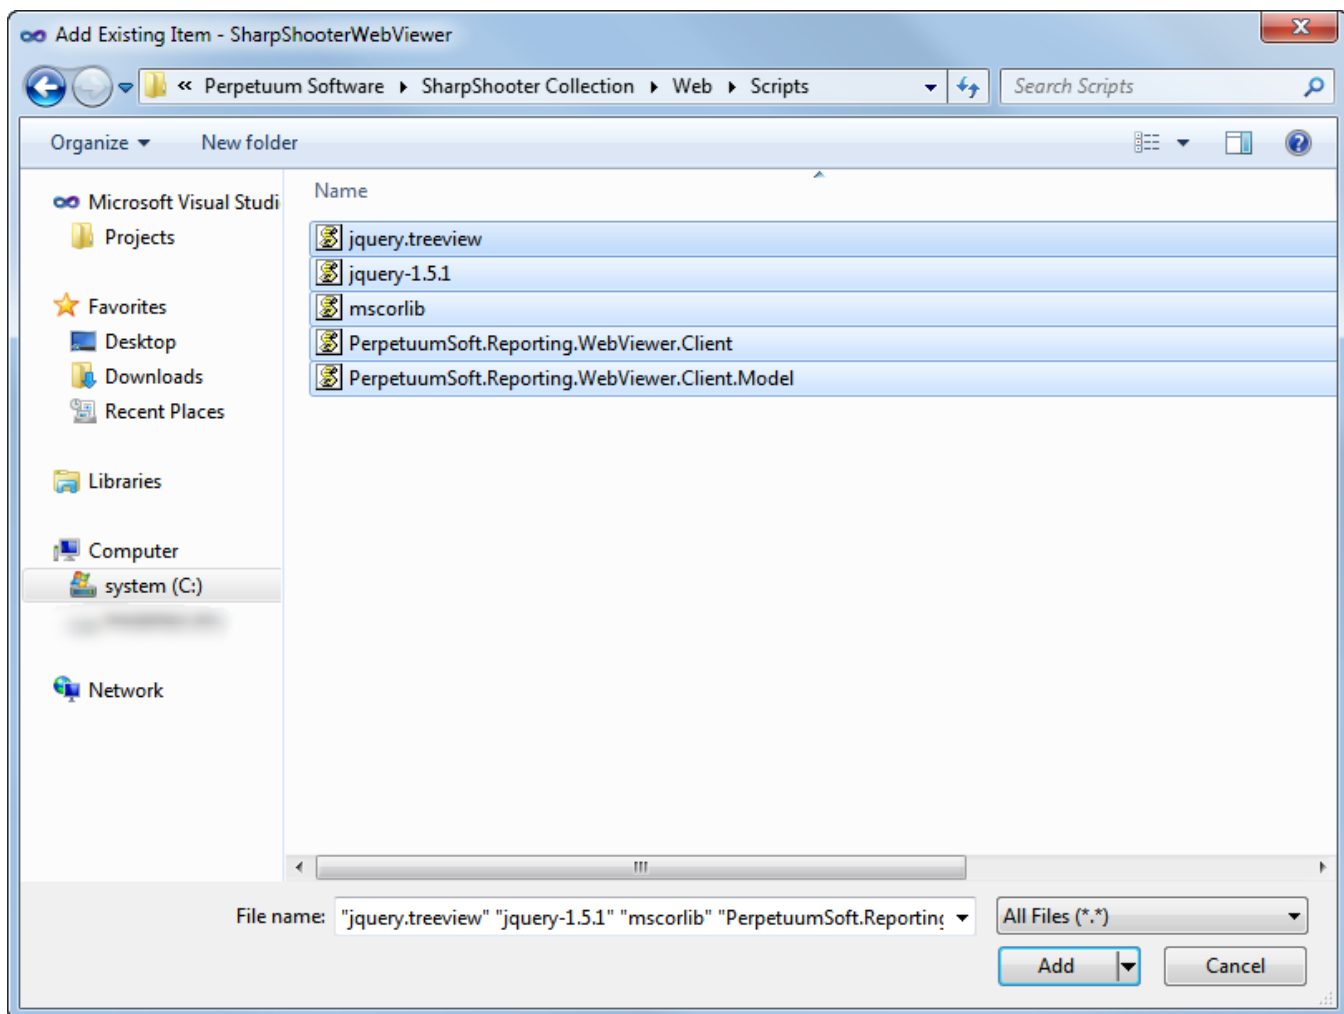 Add Existing Item - SharpShooterWebViewer
« Perpetuum Software ▸ SharpShooter Collection ▸ Web ▸ Scripts
Search Scripts
Organize
New folder
Microsoft Visual Studi
Projects
Favorites
Desktop
Downloads
Recent Places
Libraries
Computer
system (C:)
Network
Name
jquery.treeview
jquery-1.5.1
mscorlib
PerpetuumSoft.Reporting.WebViewer.Client
PerpetuumSoft.Reporting.WebViewer.Client.Model
File name: "jquery.treeview" "jquery-1.5.1" "mscorlib" "PerpetuumSoft.Reporting
All Files (*.*)
Add
Cancel